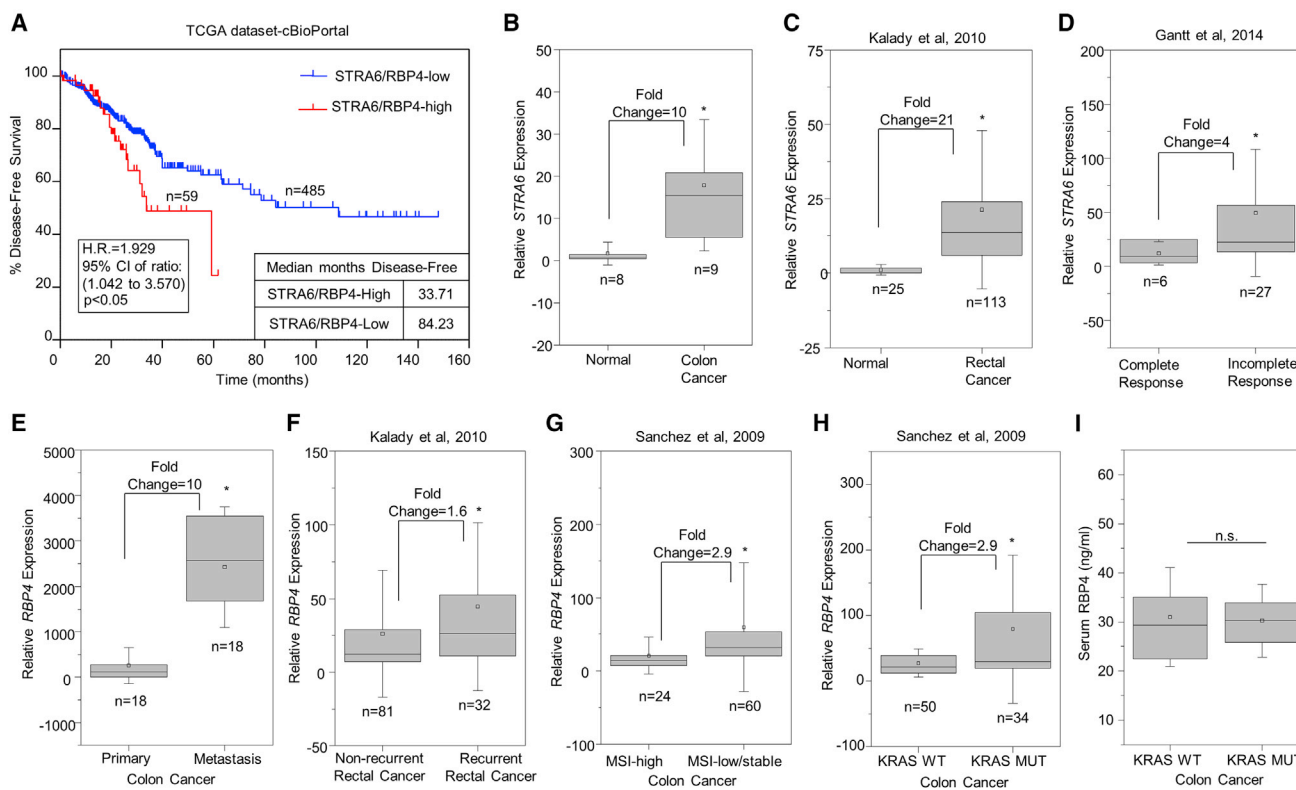 A
TCGA dataset-cBioPortal
% Disease-Free Survival
100
80
60
40
20
0
STRA6/RBP4-low
STRA6/RBP4-high
n=59
n=485
H.R.=1.929
95% CI of ratio:
(1.042 to 3.570)
p<0.05
Median months Disease-Free
STRA6/RBP4-High 33.71
STRA6/RBP4-Low 84.23
0 20 40 60 80 100 120 140 160
Time (months)
B
Relative STRA6 Expression
50
40
30
20
10
0
-10
-20
Fold
Change=10
*
n=8
n=9
Normal
Colon
Cancer
C
Kalady et al, 2010
Relative STRA6 Expression
75
50
25
0
-25
Fold
Change=21
*
n=25
n=113
Normal
Rectal
Cancer
D
Gantt et al, 2014
Relative STRA6 Expression
200
150
100
50
0
-50
Fold
Change=4
*
n=6
n=27
Complete
Response
Incomplete
Response
E
Relative RBP4 Expression
5000
4000
3000
2000
1000
0
-1000
Fold
Change=10
*
n=18
n=18
Primary
Metastasis
Colon Cancer
F
Kalady et al, 2010
Relative RBP4 Expression
150
100
50
0
-50
Fold
Change=1.6
*
n=81
n=32
Non-recurrent
Rectal Cancer
Recurrent
Rectal Cancer
G
Sanchez et al, 2009
Relative RBP4 Expression
300
200
100
0
-100
Fold
Change=2.9
*
n=24
n=60
MSI-high
MSI-low/stable
Colon Cancer
H
Sanchez et al, 2009
Relative RBP4 Expression
300
200
100
0
-100
Fold
Change=2.9
*
n=50
n=34
KRAS WT
KRAS MUT
Colon Cancer
I
Serum RBP4 (ng/ml)
60
50
40
30
20
10
n.s.
KRAS WT
KRAS MUT
Colon Cancer